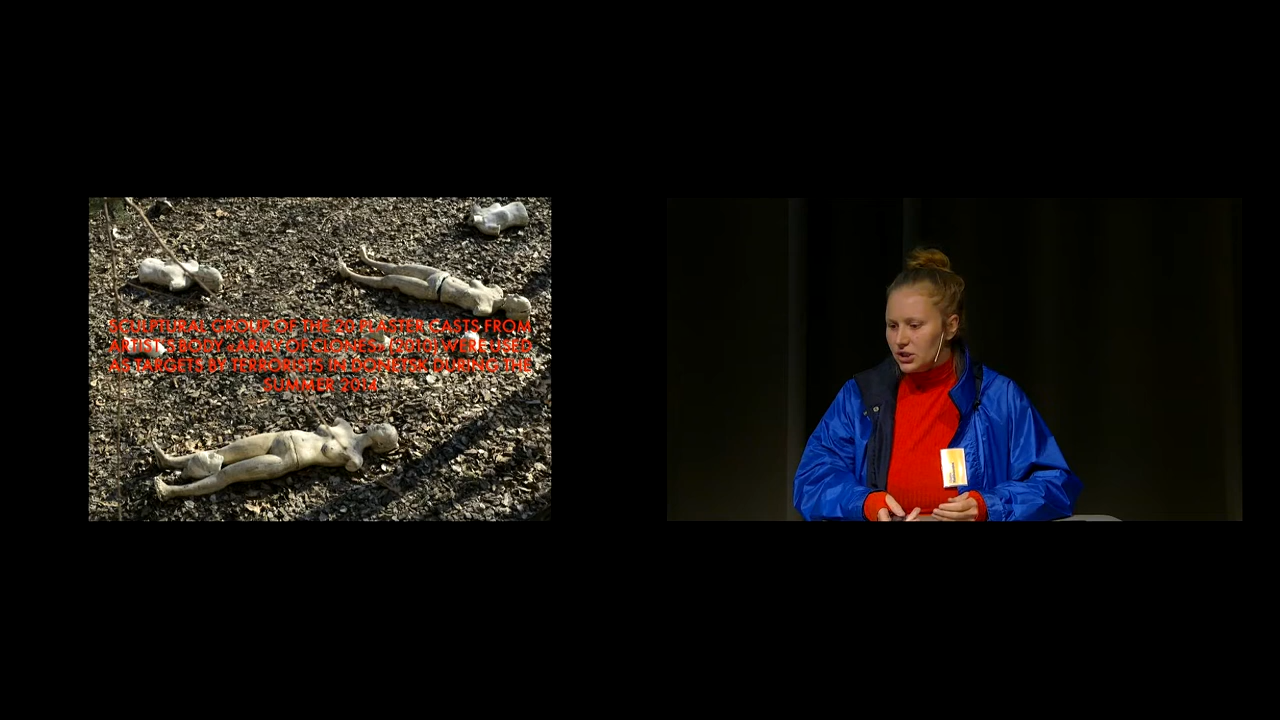 SCULPTURAL GROUP OF THE 20 PLASTER CASTS FROM
ARTIST'S BODY «ARMY OF CLONES» (2010) WERE USED
AS TARGETS BY TERRORISTS IN DONETSK DURING THE
SUMMER 2014